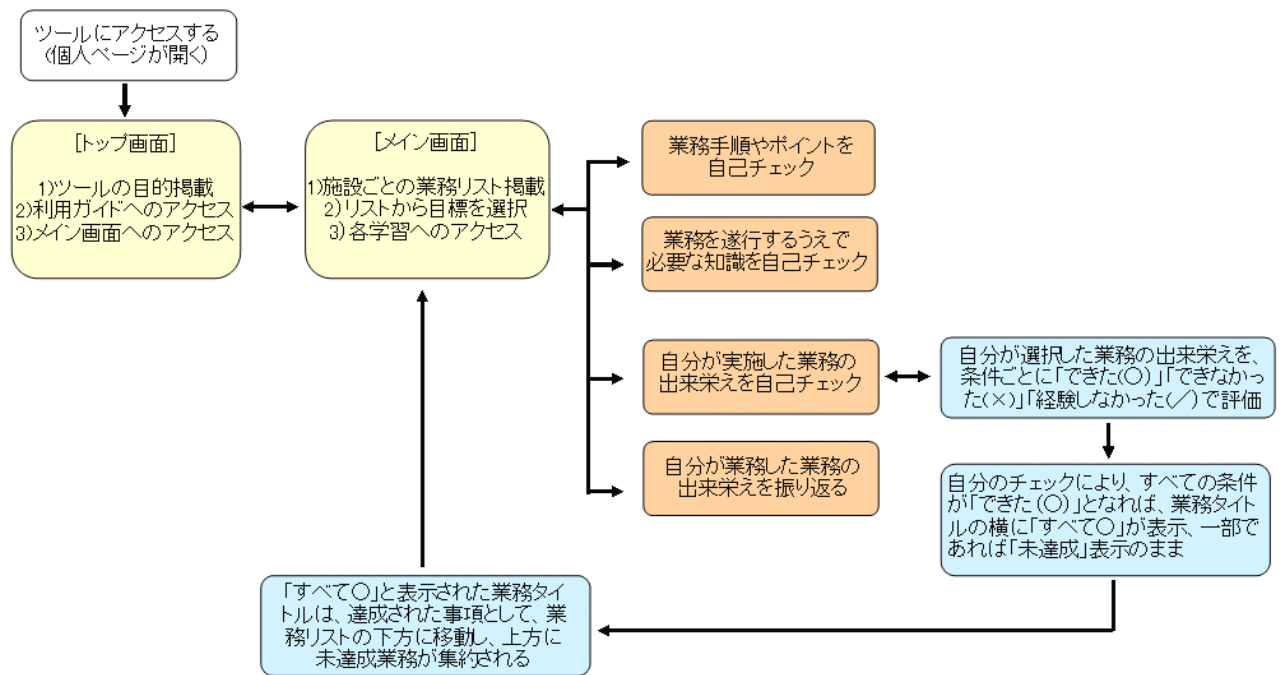 ツールにアクセスする
(個人ページが開く)
[トップ画面]
1)ツールの目的掲載
2)利用ガイドへのアクセス
3)メイン画面へのアクセス
[メイン画面]
1)施設ごとの業務リスト掲載
2)リストから目標を選択
3)各学習へのアクセス
業務手順やポイントを
自己チェック
業務を遂行するうえで
必要な知識を自己チェック
自分が実施した業務の
出来栄えを自己チェック
自分が業務した業務の
出来栄えを振り返る
自分が選択した業務の出来栄えを、
条件ごとに「できた(○)」「できなかっ
た(×)」「経験しなかった(／)で評価
自分のチェックにより、すべての条件
が「できた(○)」となれば、業務タイト
ルの横に「すべて○」が表示、一部で
あれば「未達成」表示のまま
「すべて○」と表示された業務タイ
トルは、達成された事項として、業
務リストの下方に移動し、上方に
未達成業務が集約される